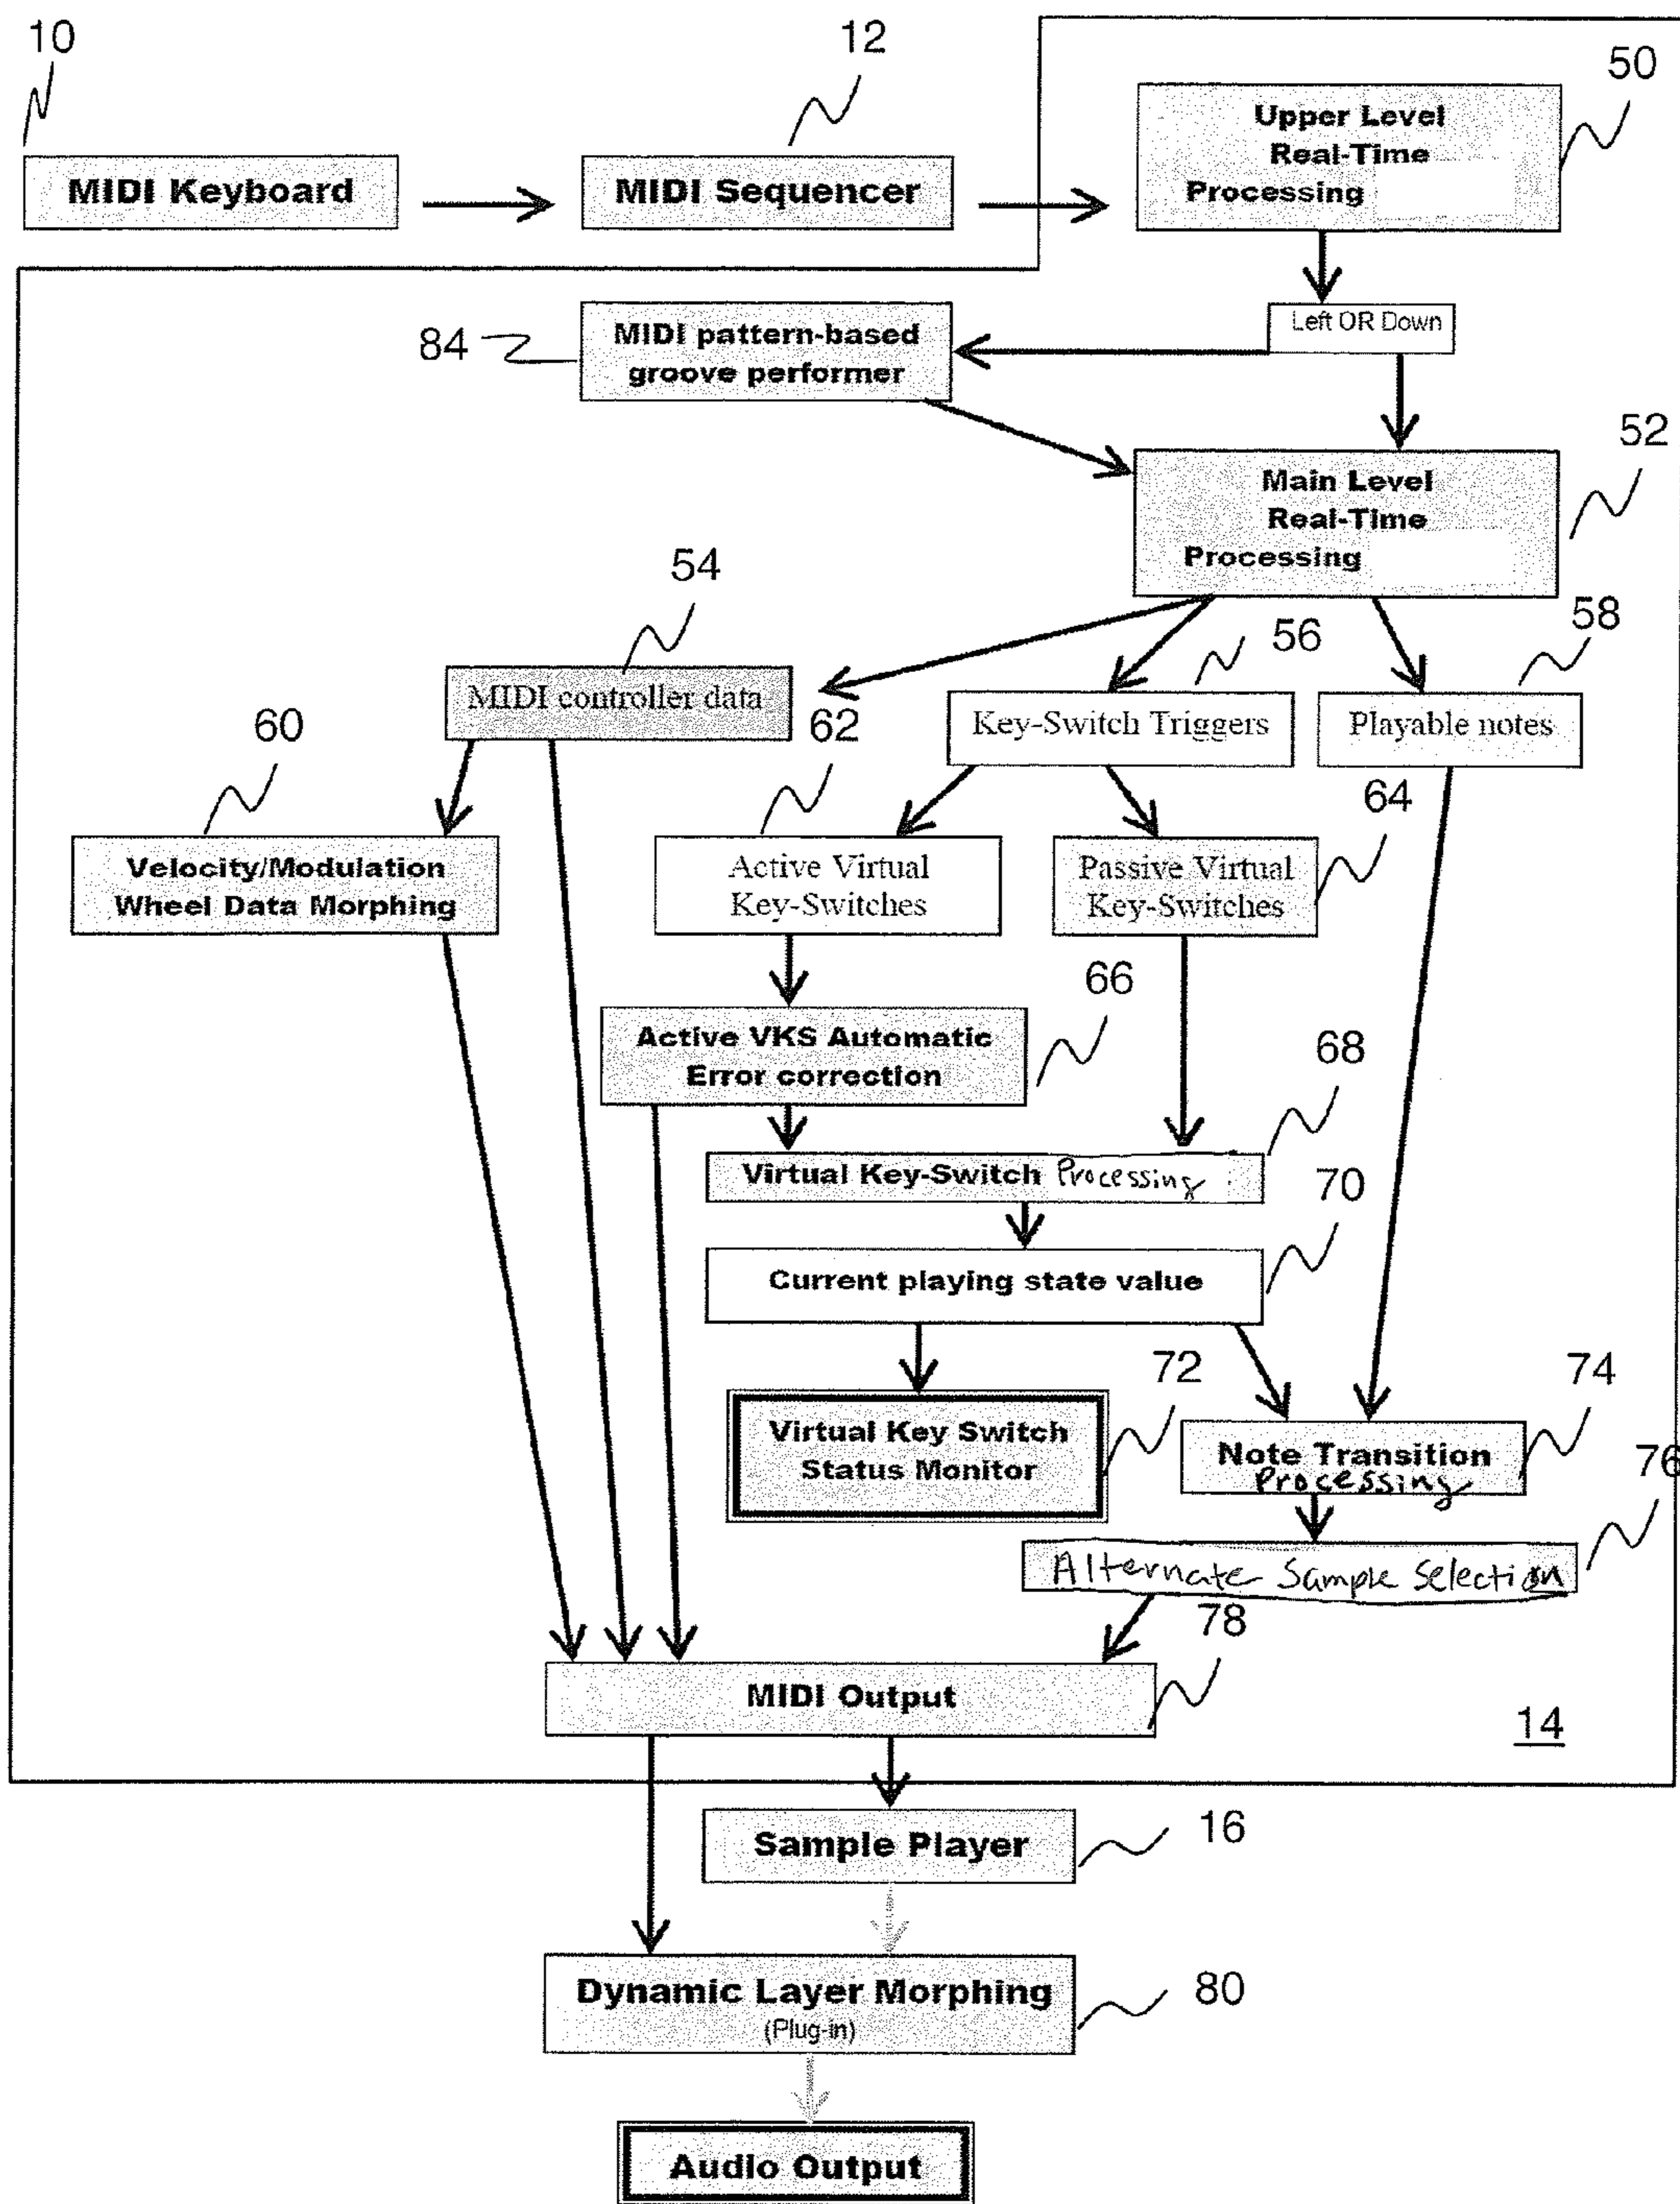 10
12
50
MIDI Keyboard
MIDI Sequencer
Upper Level
Real-Time
Processing
84
MIDI pattern-based
groove performer
Left OR Down
52
Main Level
Real-Time
Processing
54
56
58
MIDI controller data
Key-Switch Triggers
Playable notes
60
62
64
Velocity/Modulation
Wheel Data Morphing
Active Virtual
Key-Switches
Passive Virtual
Key-Switches
66
Active VKS Automatic
Error correction
68
Virtual Key-Switch Processing
70
Current playing state value
72
74
Virtual Key Switch
Status Monitor
Note Transition
Processing
76
Alternate Sample Selection
78
MIDI Output
14
Sample Player
16
Dynamic Layer Morphing
(Plug-in)
80
Audio Output